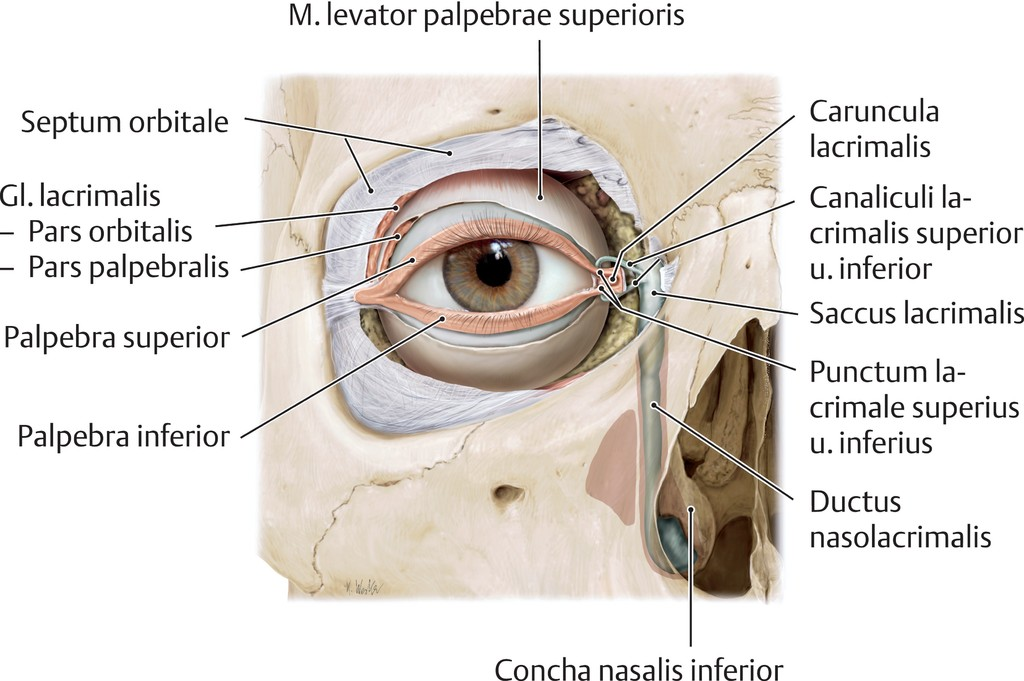 M. levator palpebrae superioris
Septum orbitale
Gl. lacrimalis
– Pars orbitalis
– Pars palpebralis
Palpebra superior
Palpebra inferior
Caruncula
lacrimalis
Canaliculi la-
crimalis superior
u. inferior
Saccus lacrimalis
Punctum la-
crimale superius
u. inferius
Ductus
nasolacrimalis
Concha nasalis inferior